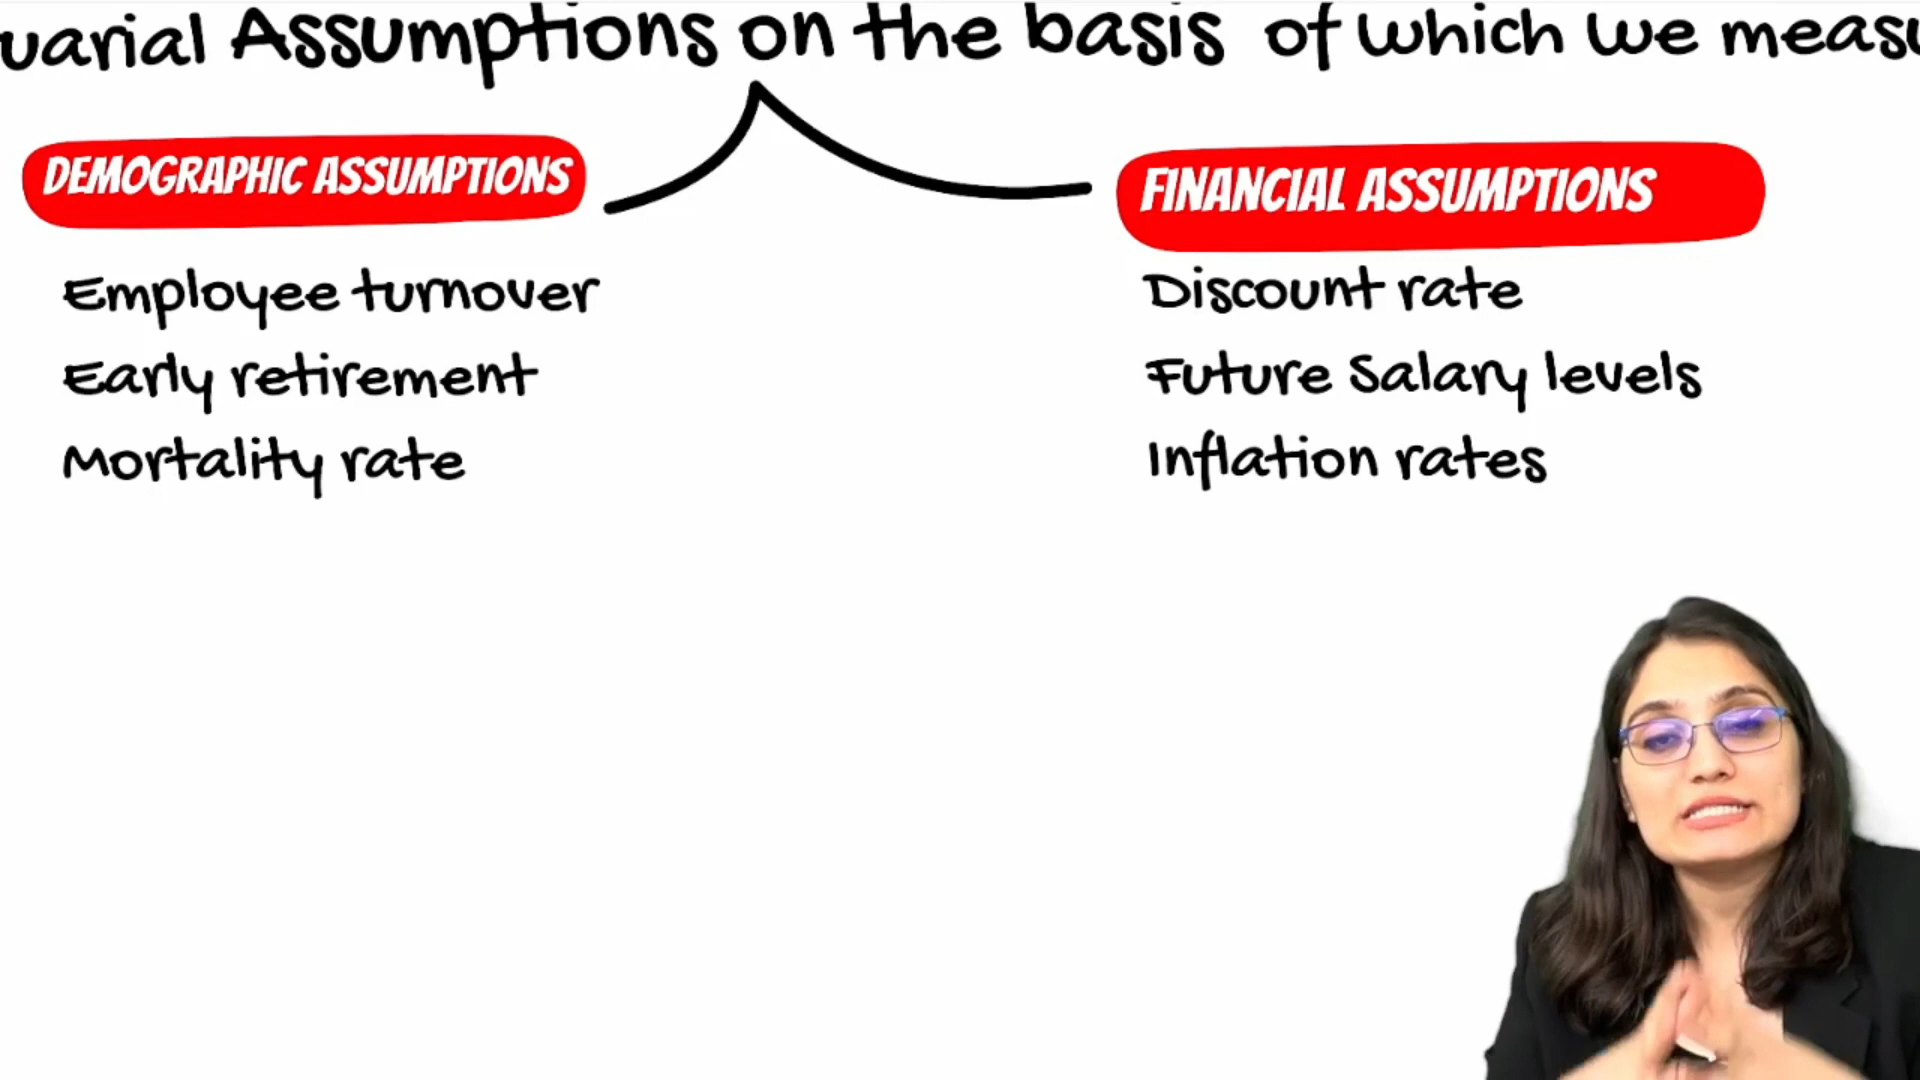 uarial Assumptions on the basis of which we measu
DEMOGRAPHIC ASSUMPTIONS
Employee turnover
Early retirement
Mortality rate
FINANCIAL ASSUMPTIONS
Discount rate
Future Salary levels
Inflation rates